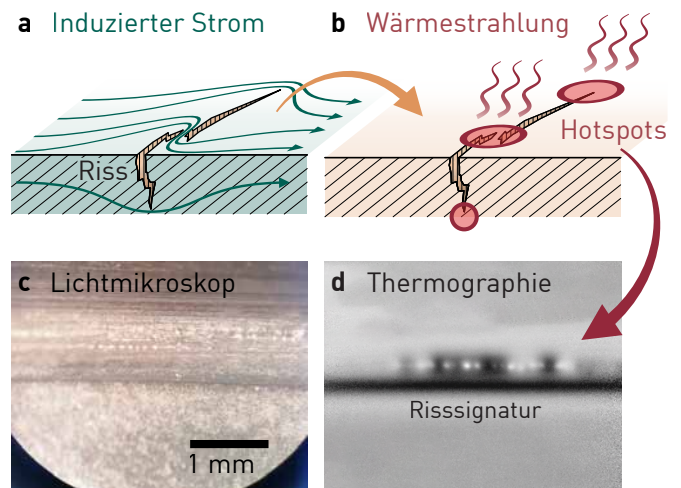 a Induzierter Strom
b Wärmestrahlung
Riss
Hotspots
c Lichtmikroskop
d Thermographie
1 mm
Risssignatur